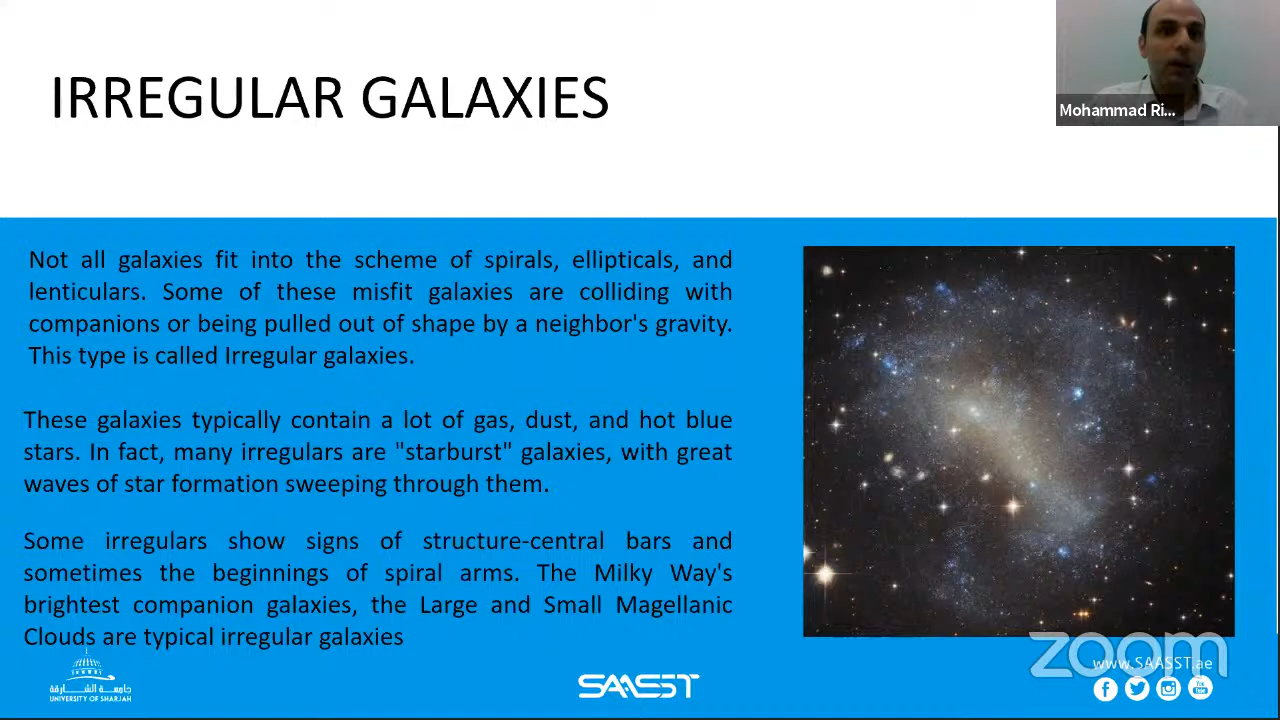 IRREGULAR GALAXIES
Mohammad Ri...
Not all galaxies fit into the scheme of spirals, ellipticals, and
lenticulars. Some of these misfit galaxies are colliding with
companions or being pulled out of shape by a neighbor's gravity.
This type is called Irregular galaxies.
These galaxies typically contain a lot of gas, dust, and hot blue
stars. In fact, many irregulars are "starburst" galaxies, with great
waves of star formation sweeping through them.
Some irregulars show signs of structure-central bars and
sometimes the beginnings of spiral arms. The Milky Way's
brightest companion galaxies, the Large and Small Magellanic
Clouds are typical irregular galaxies
جامعة الشارقة
UNIVERSITY OF SHARJAH
SAASST
zoom
www.SAASST.ae
You
Tube